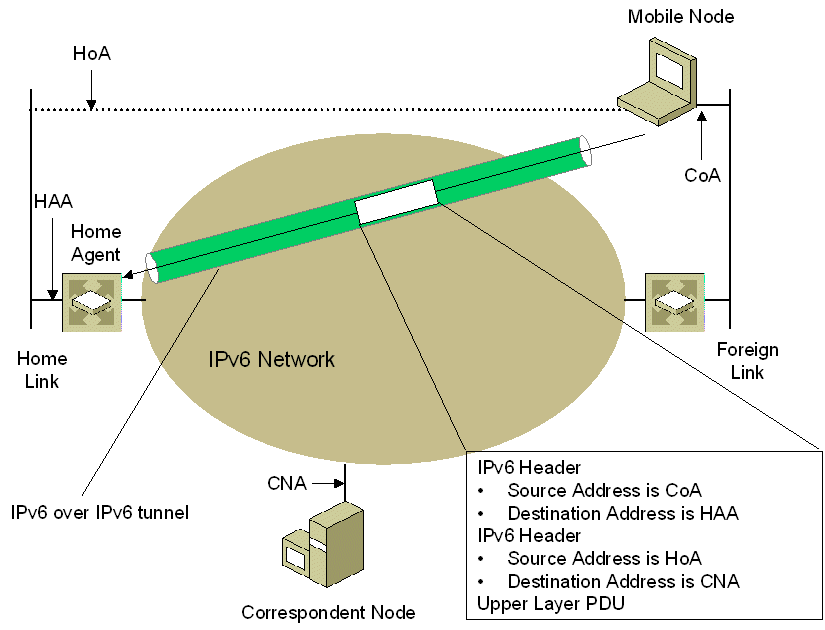 Mobile Node
HoA
CoA
HAA
Home
Agent
IPv6 Network
Home
Link
Foreign
Link
CNA
IPv6 over IPv6 tunnel
Correspondent Node
IPv6 Header
• Source Address is CoA
• Destination Address is HAA
IPv6 Header
• Source Address is HoA
• Destination Address is CNA
Upper Layer PDU